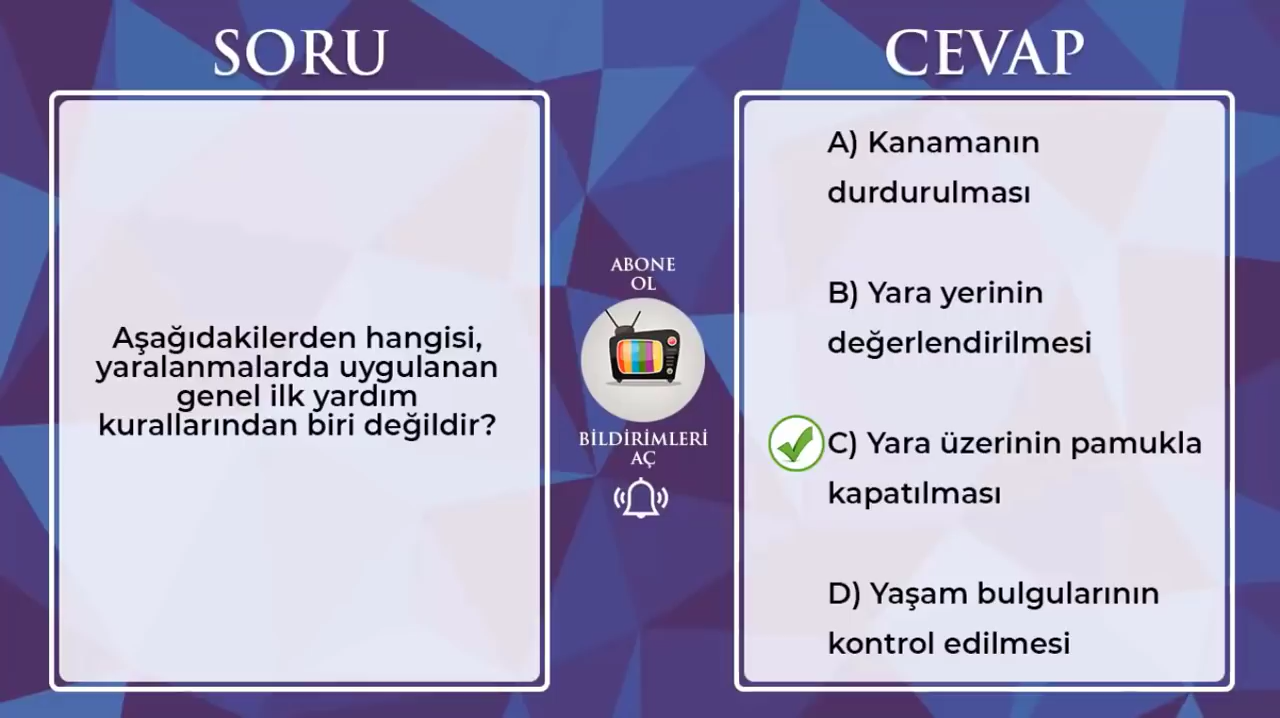 SORU
Aşağıdakilerden hangisi,
yaralanmalarda uygulanan
genel ilk yardım
kurallarından biri değildir?
ABONE
OL
BİLDİRİMLERİ
AÇ
CEVAP
A) Kanamanın
durdurulması
B) Yara yerinin
değerlendirilmesi
C) Yara üzerinin pamukla
kapatılması
D) Yaşam bulgularının
kontrol edilmesi